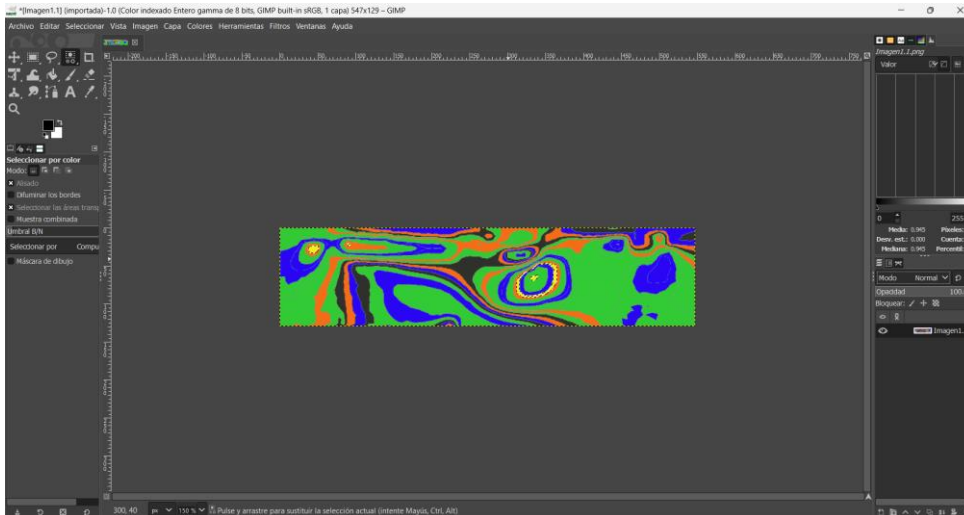 *[Imagen1.1] (importada)-1.0 (Color indexado Entero gamma de 8 bits, GIMP built-in sRGB, 1 capa) 547x129 – GIMP
Archivo Editar Seleccionar Vista Imagen Capa Colores Herramientas Filtros Ventanas Ayuda
Imagen1.1.png
Valor
Seleccionar por color
Modo:
Alisado
Difuminar los bordes
Seleccionar las áreas trans
Muestra combinada
Umbral B/N
Seleccionar por Compu
Máscara de dibujo
0 255
Media: 0.945 Píxeles:
Desv. est.: 0.000 Cuenta:
Mediana: 0.945 Percentil:
Modo Normal
Opacidad 100,
Bloquear:
Imagen1.
300, 40 px 150 % Pulse y arrastre para sustituir la selección actual (intente Mayús, Ctrl, Alt)